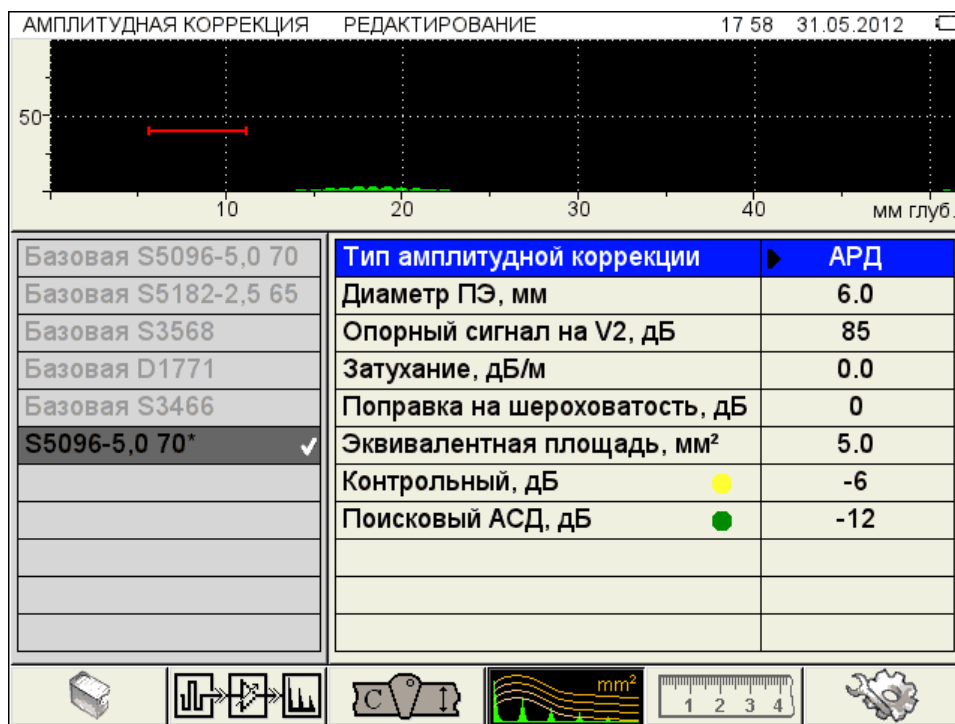 АМПЛИТУДНАЯ КОРРЕКЦИЯ РЕДАКТИРОВАНИЕ 17 58 31.05.2012
50
10 20 30 40 мм глуб.
Базовая S5096-5,0 70
Базовая S5182-2,5 65
Базовая S3568
Базовая D1771
Базовая S3466
S5096-5,0 70*
Тип амплитудной коррекции АРД
Диаметр ПЭ, мм 6.0
Опорный сигнал на V2, дБ 85
Затухание, дБ/м 0.0
Поправка на шероховатость, дБ 0
Эквивалентная площадь, мм² 5.0
Контрольный, дБ -6
Поисковый АСД, дБ -12
C
mm²
1 2 3 4